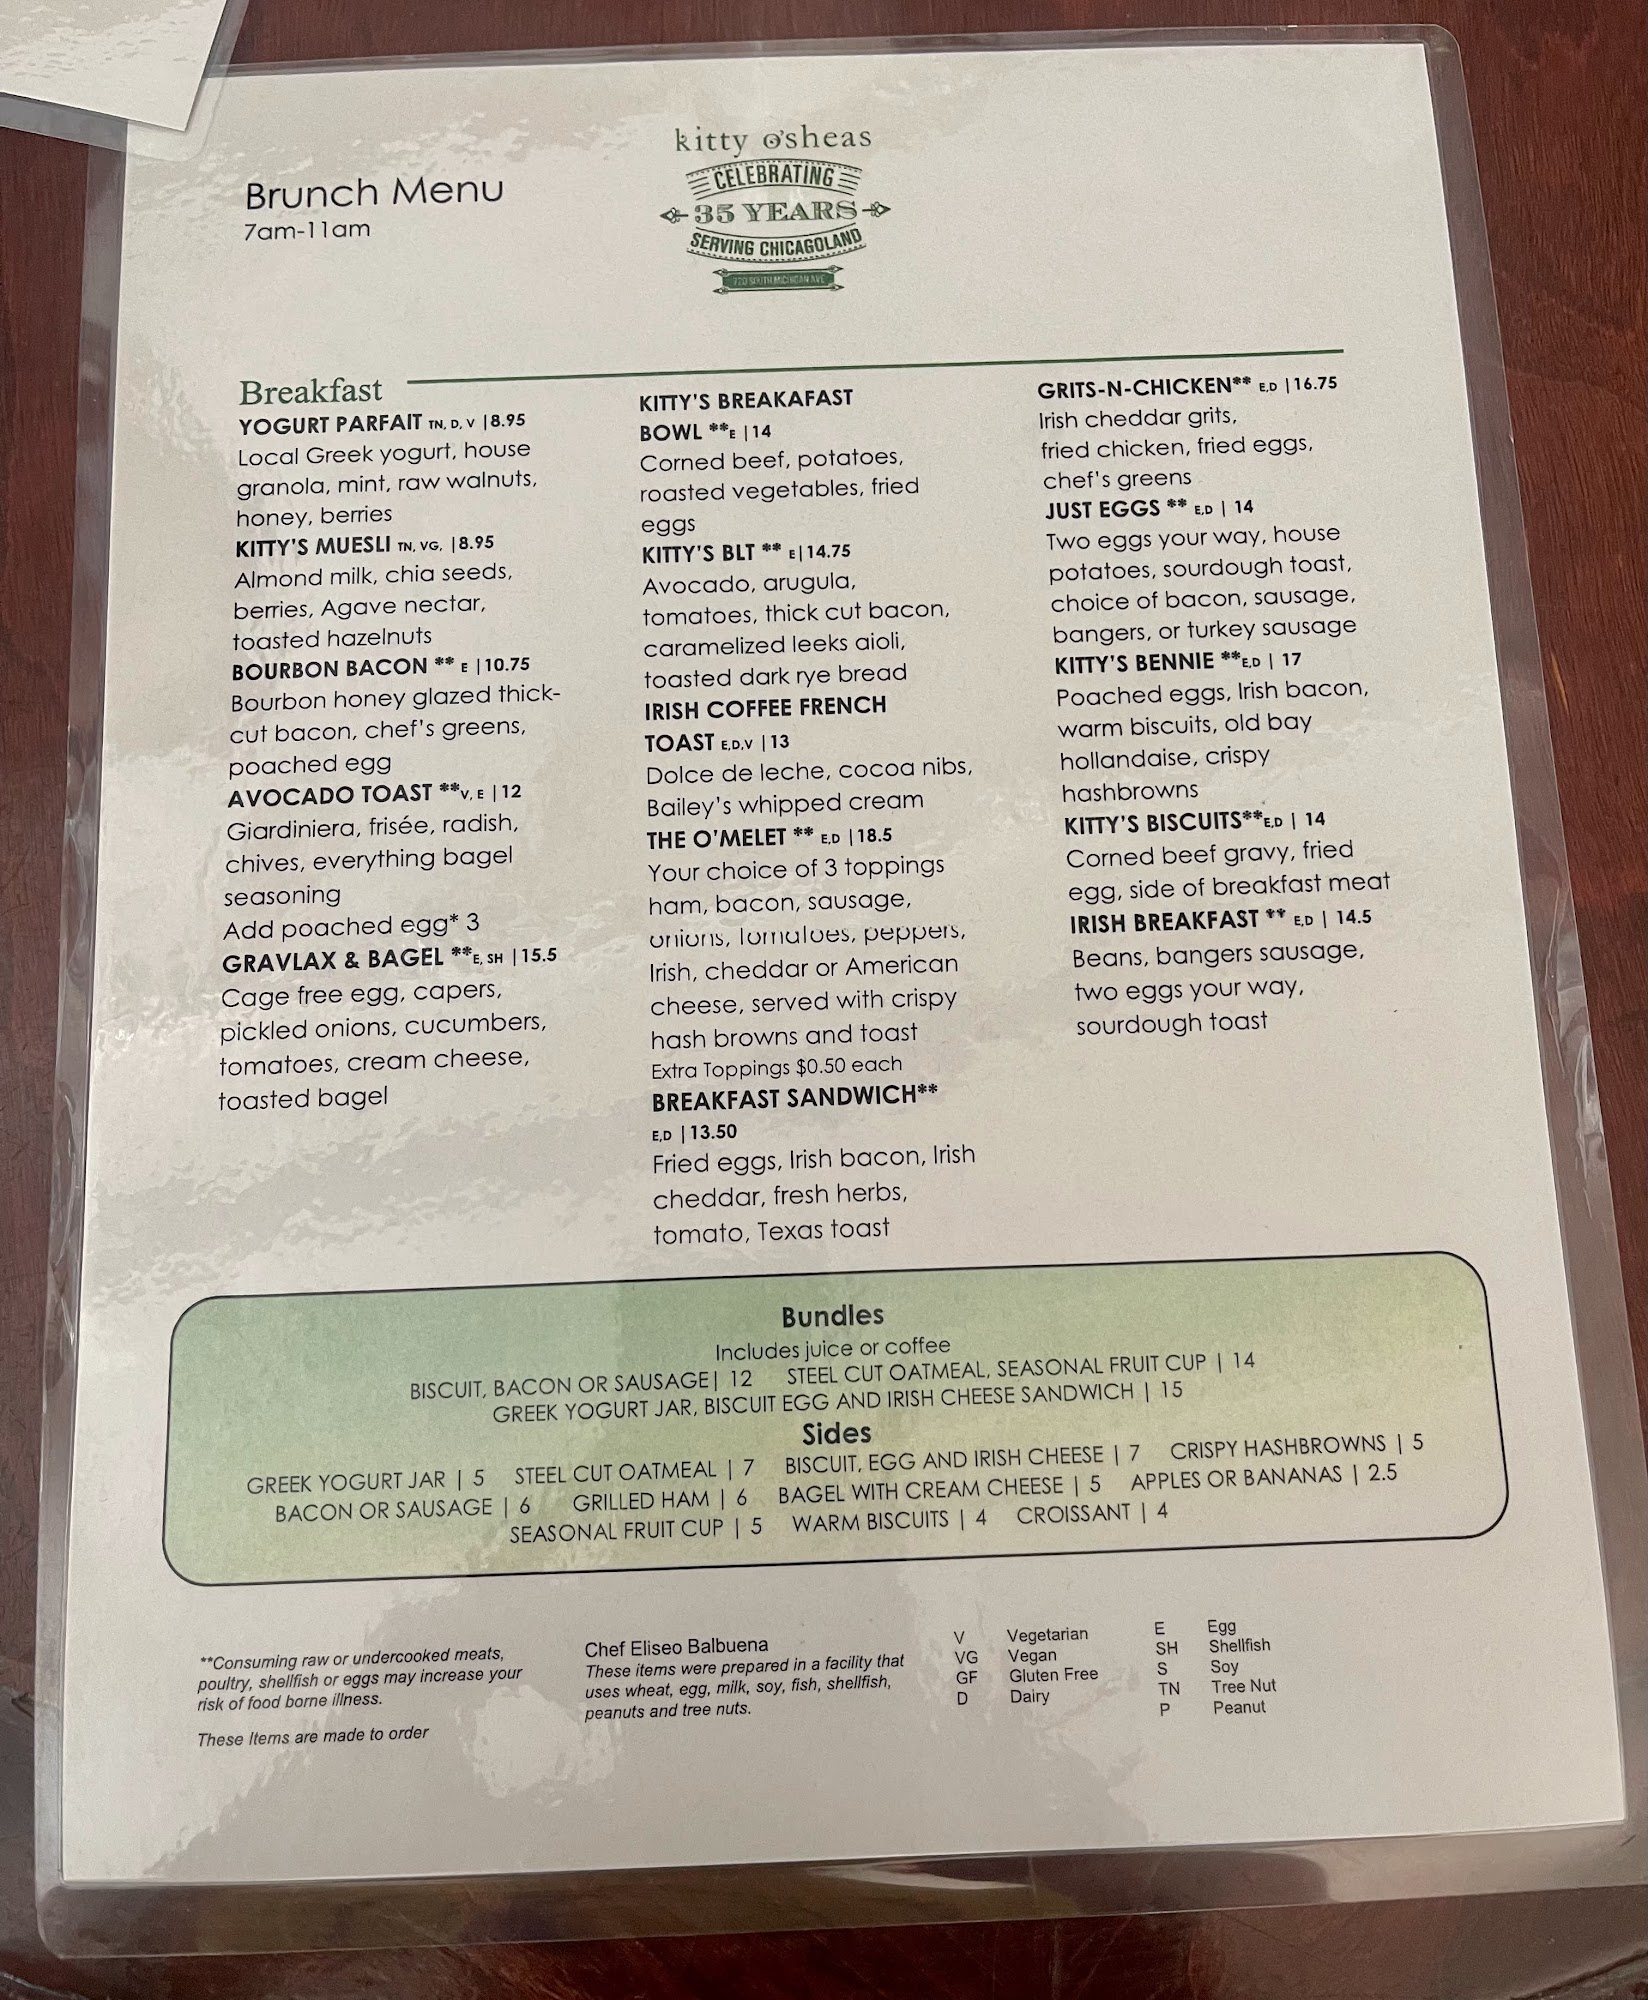 kitty o'sheas
CELEBRATING
35 YEARS
SERVING CHICAGOLAND
720 SOUTH MICHIGAN AVE
Brunch Menu
7am-11am
Breakfast
YOGURT PARFAIT TN, D, V |8.95
Local Greek yogurt, house
granola, mint, raw walnuts,
honey, berries
KITTY'S MUESLI TN, VG, |8.95
Almond milk, chia seeds,
berries, Agave nectar,
toasted hazelnuts
BOURBON BACON ** E |10.75
Bourbon honey glazed thick-
cut bacon, chef's greens,
poached egg
AVOCADO TOAST **V, E |12
Giardiniera, frisée, radish,
chives, everything bagel
seasoning
Add poached egg* 3
GRAVLAX & BAGEL **E, SH |15.5
Cage free egg, capers,
pickled onions, cucumbers,
tomatoes, cream cheese,
toasted bagel
KITTY'S BREAKAFAST
BOWL **E |14
Corned beef, potatoes,
roasted vegetables, fried
eggs
KITTY'S BLT ** E|14.75
Avocado, arugula,
tomatoes, thick cut bacon,
caramelized leeks aioli,
toasted dark rye bread
IRISH COFFEE FRENCH
TOAST E,D,V |13
Dolce de leche, cocoa nibs,
Bailey's whipped cream
THE O'MELET ** E,D |18.5
Your choice of 3 toppings
ham, bacon, sausage,
onions, tomatoes, peppers,
Irish, cheddar or American
cheese, served with crispy
hash browns and toast
Extra Toppings $0.50 each
BREAKFAST SANDWICH**
E,D |13.50
Fried eggs, Irish bacon, Irish
cheddar, fresh herbs,
tomato, Texas toast
GRITS-N-CHICKEN** E,D |16.75
Irish cheddar grits,
fried chicken, fried eggs,
chef's greens
JUST EGGS ** E,D | 14
Two eggs your way, house
potatoes, sourdough toast,
choice of bacon, sausage,
bangers, or turkey sausage
KITTY'S BENNIE **E,D | 17
Poached eggs, Irish bacon,
warm biscuits, old bay
hollandaise, crispy
hashbrowns
KITTY'S BISCUITS**E,D | 14
Corned beef gravy, fried
egg, side of breakfast meat
IRISH BREAKFAST ** E,D | 14.5
Beans, bangers sausage,
two eggs your way,
sourdough toast
Bundles
Includes juice or coffee
BISCUIT, BACON OR SAUSAGE| 12 STEEL CUT OATMEAL, SEASONAL FRUIT CUP | 14
GREEK YOGURT JAR, BISCUIT EGG AND IRISH CHEESE SANDWICH | 15
Sides
GREEK YOGURT JAR | 5 STEEL CUT OATMEAL | 7 BISCUIT, EGG AND IRISH CHEESE | 7 CRISPY HASHBROWNS | 5
BACON OR SAUSAGE | 6 GRILLED HAM | 6 BAGEL WITH CREAM CHEESE | 5 APPLES OR BANANAS | 2.5
SEASONAL FRUIT CUP | 5 WARM BISCUITS | 4 CROISSANT | 4
**Consuming raw or undercooked meats,
poultry, shellfish or eggs may increase your
risk of food borne illness.
These Items are made to order
Chef Eliseo Balbuena
These items were prepared in a facility that
uses wheat, egg, milk, soy, fish, shellfish,
peanuts and tree nuts.
V Vegetarian
VG Vegan
GF Gluten Free
D Dairy
E Egg
SH Shellfish
S Soy
TN Tree Nut
P Peanut